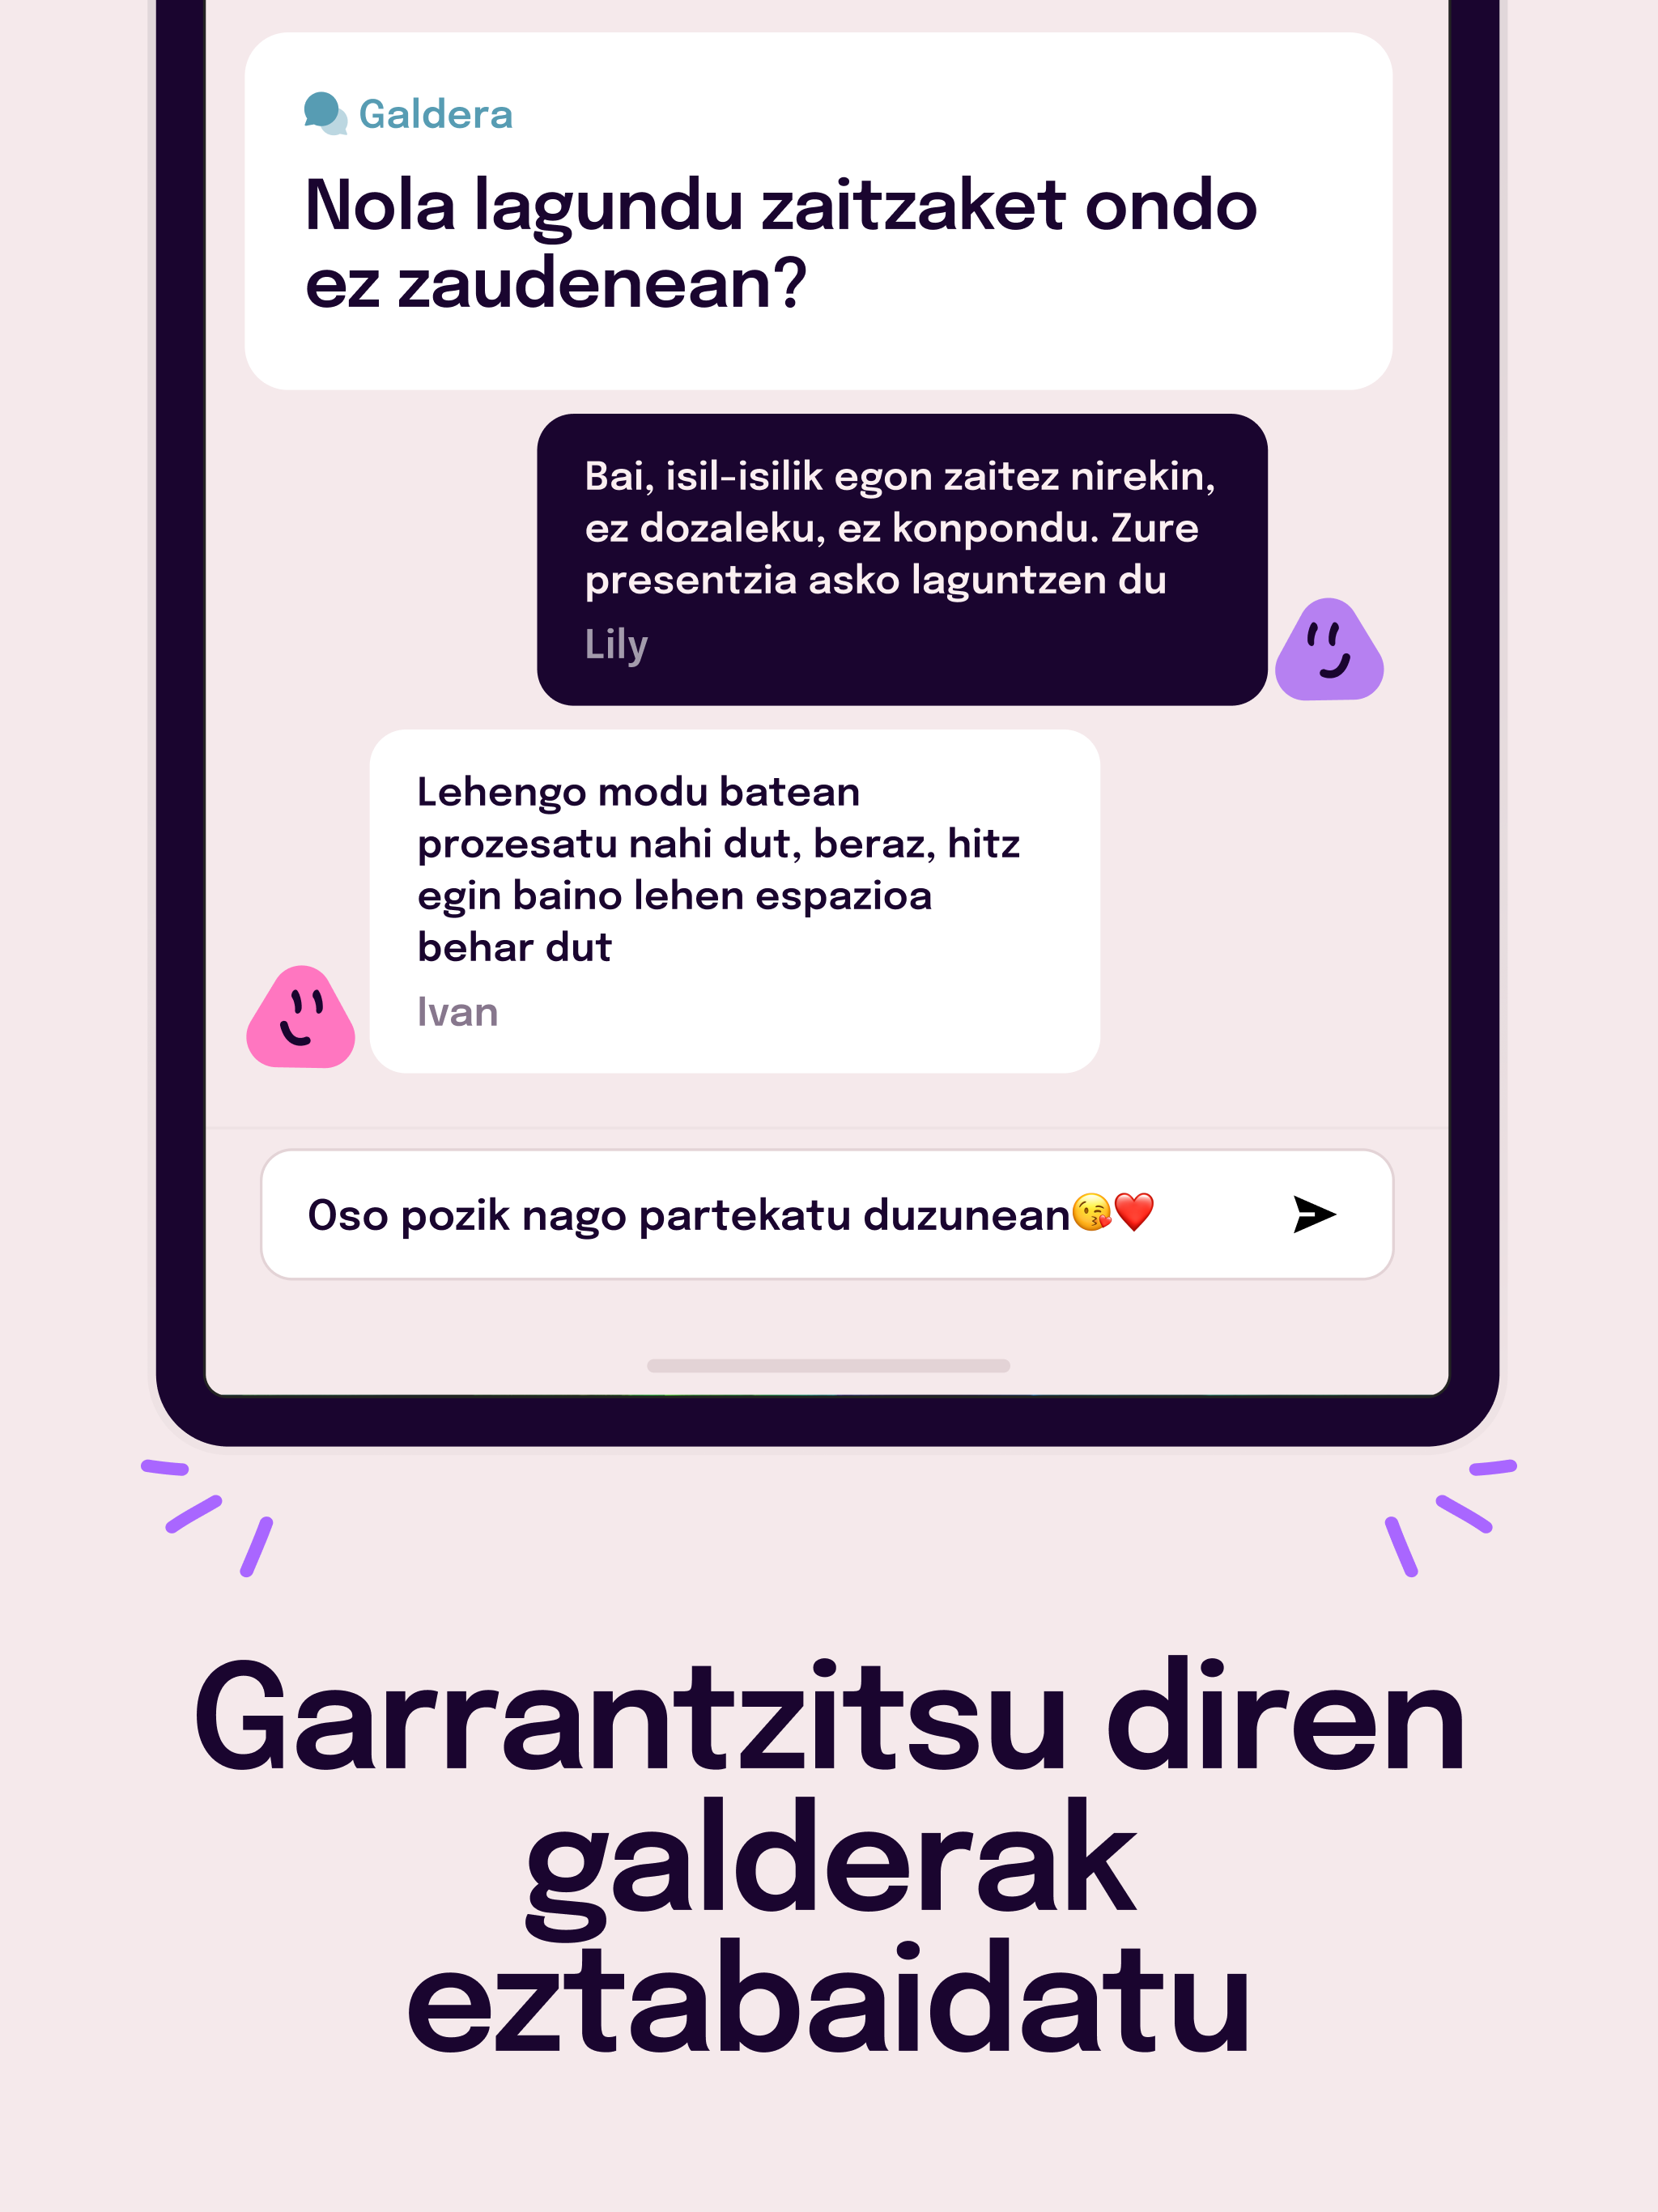 Galdera
Nola lagundu zaitzaket ondo
ez zaudenean?
Bai, isil-isilik egon zaitez nirekin,
ez dozaleku, ez konpondu. Zure
presentzia asko laguntzen du
Lily
Lehengo modu batean
prozesatu nahi dut, beraz, hitz
egin baino lehen espazioa
behar dut
Ivan
Oso pozik nago partekatu duzunean😘❤️
Garrantzitsu diren
galderak
eztabaidatu